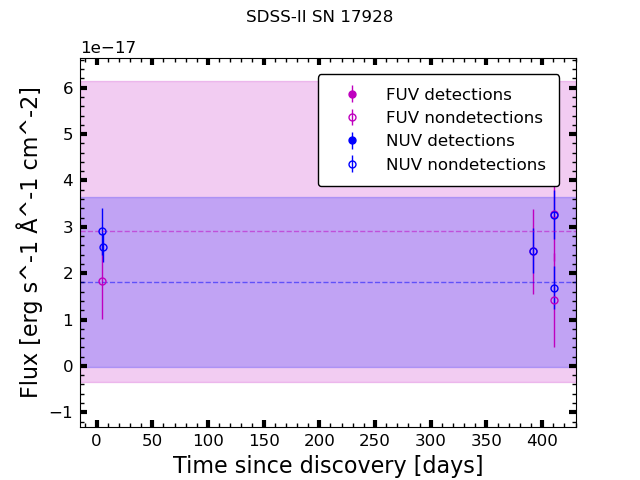 SDSS-II SN 17928
1e−17
6
5
4
3
2
1
0
−1
Flux [erg s^-1 Å^-1 cm^-2]
FUV detections
FUV nondetections
NUV detections
NUV nondetections
0 50 100 150 200 250 300 350 400
Time since discovery [days]